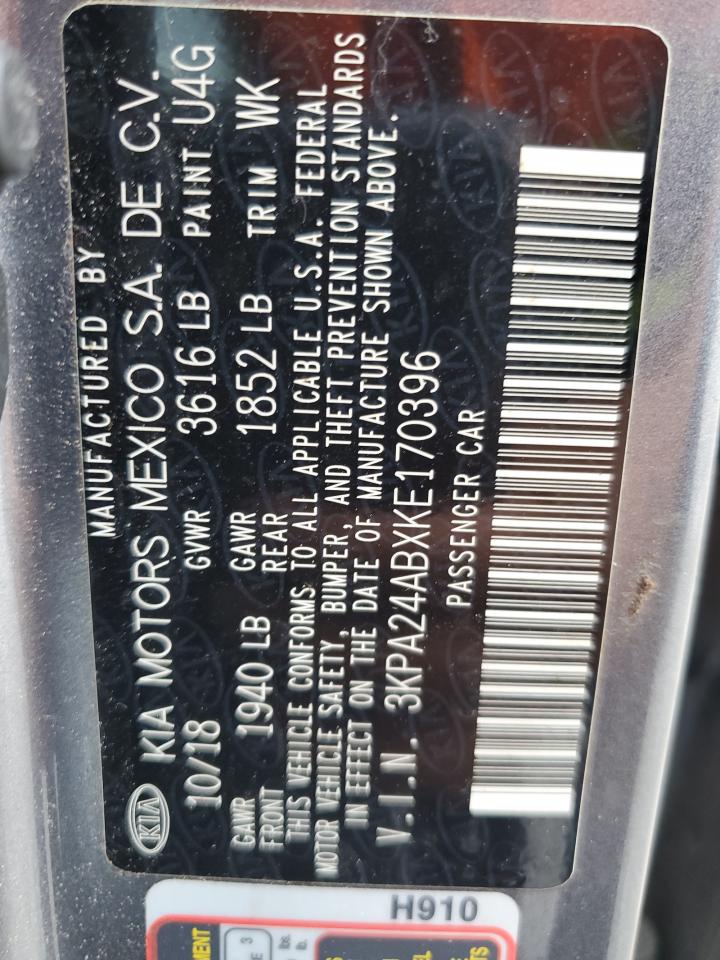 MANUFACTURED BY
KIA KIA MOTORS MEXICO S.A. DE C.V.
10/18 GVWR 3616 LB PAINT U4G
GAWR FRONT 1940 LB GAWR REAR 1852 LB TRIM WK
THIS VEHICLE CONFORMS TO ALL APPLICABLE U.S.A. FEDERAL
MOTOR VEHICLE SAFETY, BUMPER, AND THEFT PREVENTION STANDARDS
IN EFFECT ON THE DATE OF MANUFACTURE SHOWN ABOVE.
V.I.N. 3KPA24ABXKE170396
PASSENGER CAR
H910